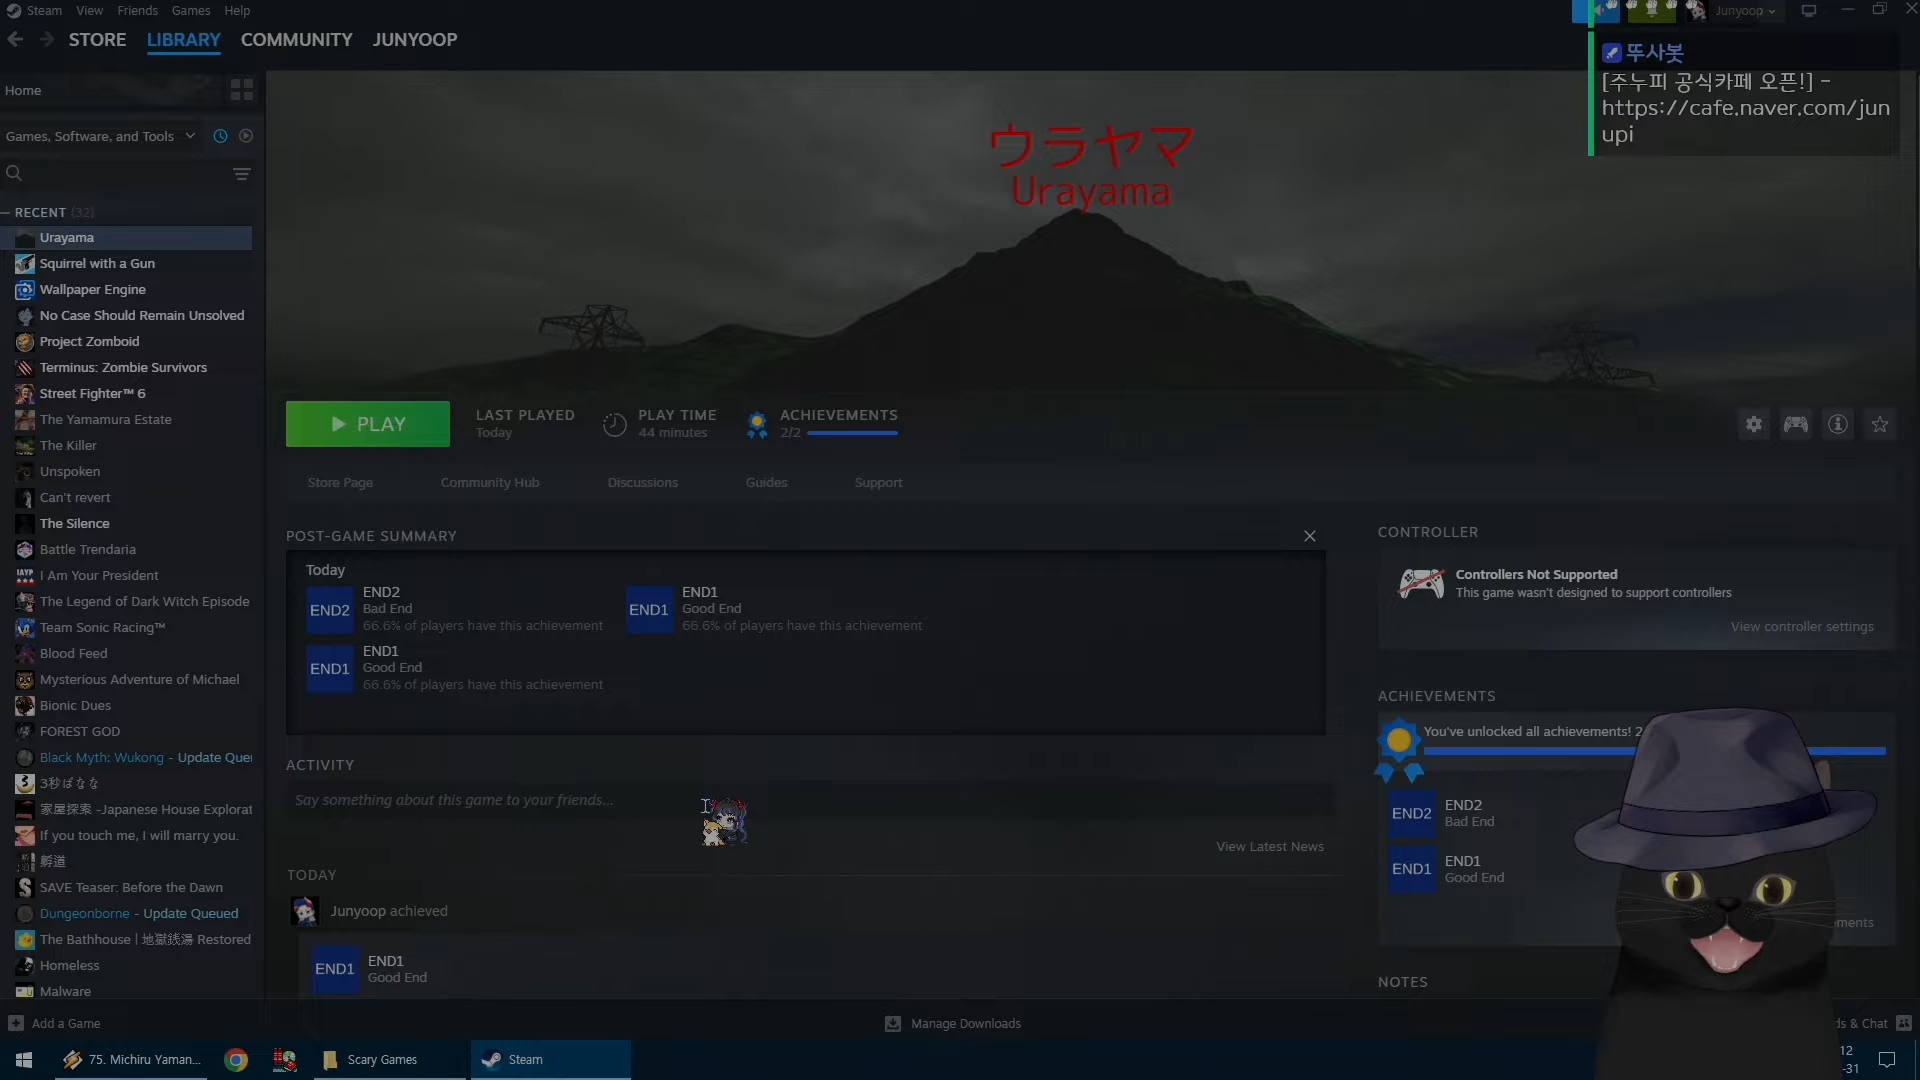 Steam View Friends Games Help
Junyoop
STORE LIBRARY COMMUNITY JUNYOOP
뚜사봇
[주누피 공식카페 오픈!] -
https://cafe.naver.com/jun
upi
Home
Games, Software, and Tools
RECENT (32)
Urayama
Squirrel with a Gun
Wallpaper Engine
No Case Should Remain Unsolved
Project Zomboid
Terminus: Zombie Survivors
Street Fighter™ 6
The Yamamura Estate
The Killer
Unspoken
Can't revert
The Silence
Battle Trendaria
I Am Your President
The Legend of Dark Witch Episode
Team Sonic Racing™
Blood Feed
Mysterious Adventure of Michael
Bionic Dues
FOREST GOD
Black Myth: Wukong - Update Que
3秒ばなな
家屋探索 -Japanese House Explorat
If you touch me, I will marry you.
孵道
SAVE Teaser: Before the Dawn
Dungeonborne - Update Queued
The Bathhouse | 地獄銭湯 Restored
Homeless
Malware
Add a Game
ウラヤマ
Urayama
PLAY
LAST PLAYED
Today
PLAY TIME
44 minutes
ACHIEVEMENTS
2/2
Store Page Community Hub Discussions Guides Support
POST-GAME SUMMARY
Today
END2
END2
Bad End
66.6% of players have this achievement
END1
END1
Good End
66.6% of players have this achievement
END1
END1
Good End
66.6% of players have this achievement
ACTIVITY
Say something about this game to your friends...
View Latest News
TODAY
Junyoop achieved
END1
END1
Good End
CONTROLLER
Controllers Not Supported
This game wasn't designed to support controllers
View controller settings
ACHIEVEMENTS
You've unlocked all achievements! 2
END2
END2
Bad End
END1
END1
Good End
ments
NOTES
Manage Downloads
ds & Chat
75. Michiru Yaman...
Scary Games
Steam
12
-31